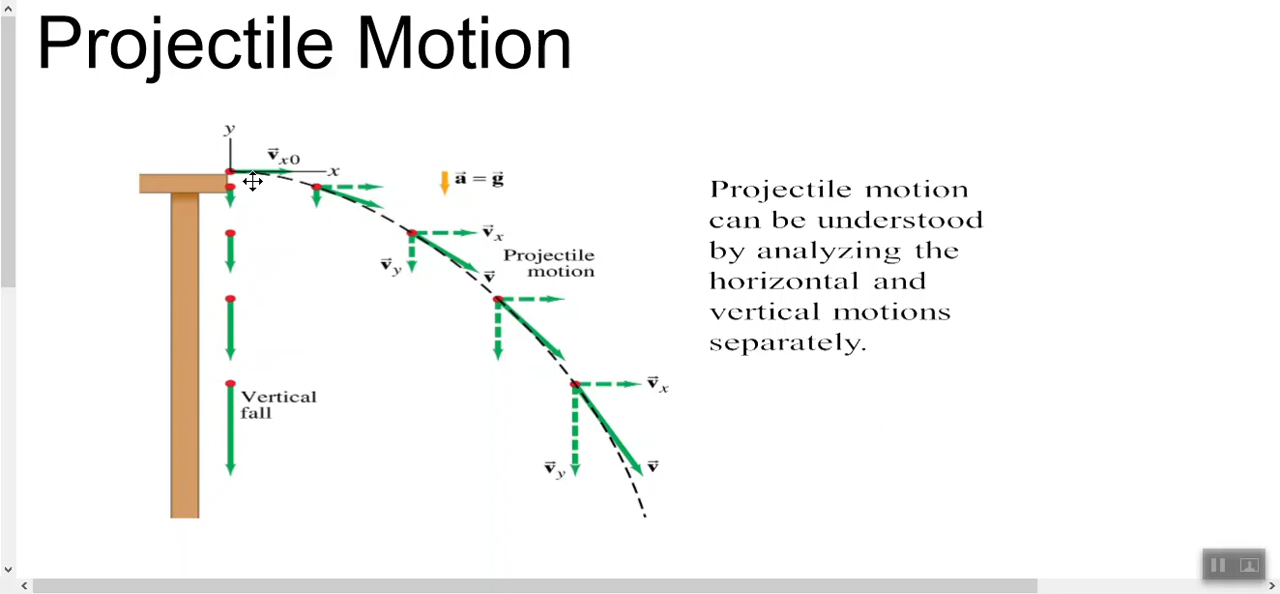 Projectile Motion
y
v⃗x0
x
a⃗ = g⃗
v⃗x
Projectile
motion
v⃗y
v⃗
Vertical
fall
v⃗x
v⃗y
v⃗
Projectile motion
can be understood
by analyzing the
horizontal and
vertical motions
separately.